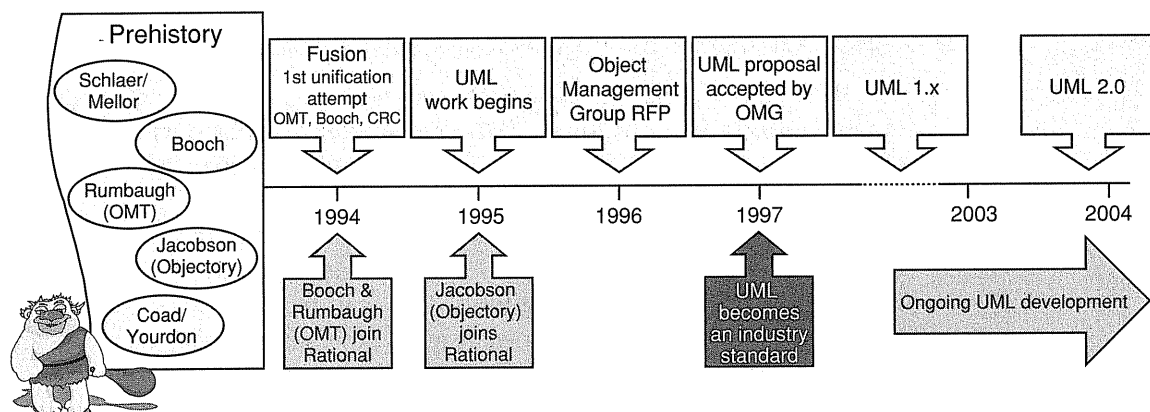 Prehistory
Schlaer/
Mellor
Booch
Rumbaugh
(OMT)
Jacobson
(Objectory)
Coad/
Yourdon
Fusion
1st unification
attempt
OMT, Booch, CRC
UML
work begins
Object
Management
Group RFP
UML proposal
accepted by
OMG
UML 1.x
UML 2.0
1994
1995
1996
1997
2003
2004
Booch &
Rumbaugh
(OMT) join
Rational
Jacobson
(Objectory)
joins
Rational
UML
becomes
an industry
standard
Ongoing UML development